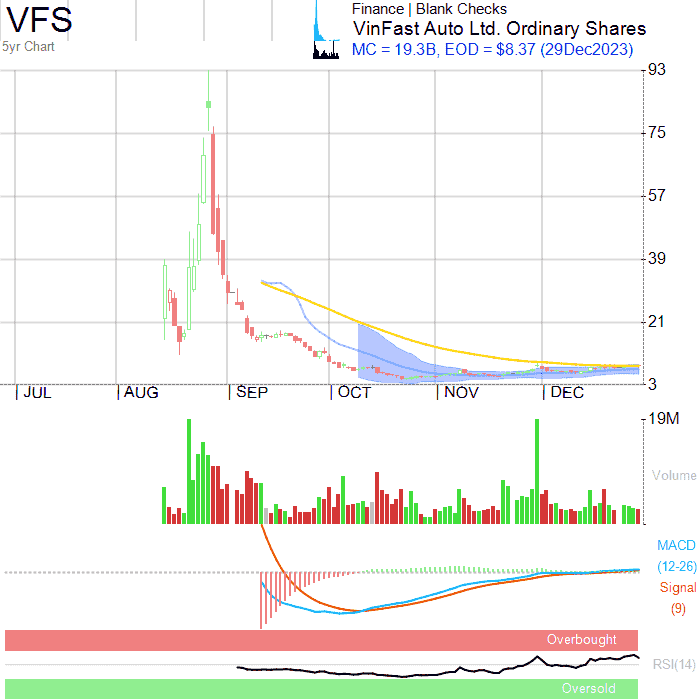 VFS
5yr Chart
Finance | Blank Checks
VinFast Auto Ltd. Ordinary Shares
MC = 19.3B, EOD = $8.37 (29Dec2023)
93
75
57
39
21
3
JUL
AUG
SEP
OCT
NOV
DEC
19M
Volume
MACD
(12-26)
Signal
(9)
Overbought
RSI(14)
Oversold